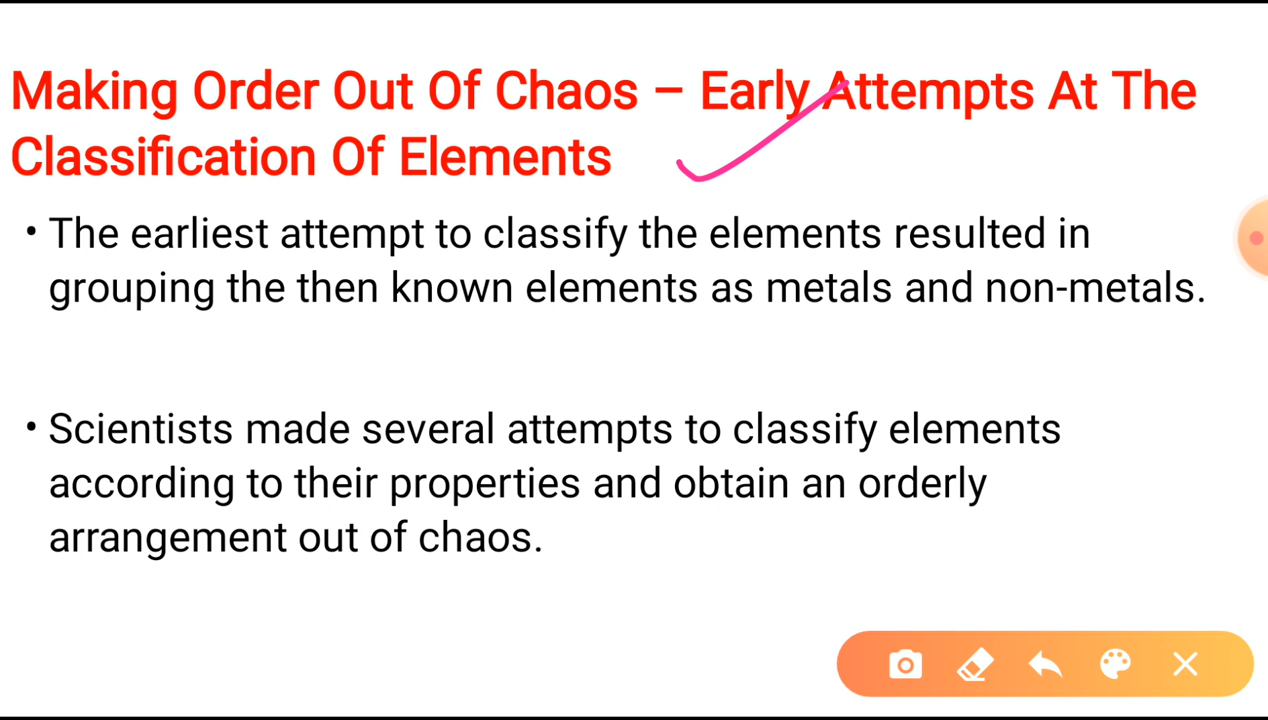 Making Order Out Of Chaos – Early Attempts At The
Classification Of Elements
• The earliest attempt to classify the elements resulted in
grouping the then known elements as metals and non-metals.
• Scientists made several attempts to classify elements
according to their properties and obtain an orderly
arrangement out of chaos.